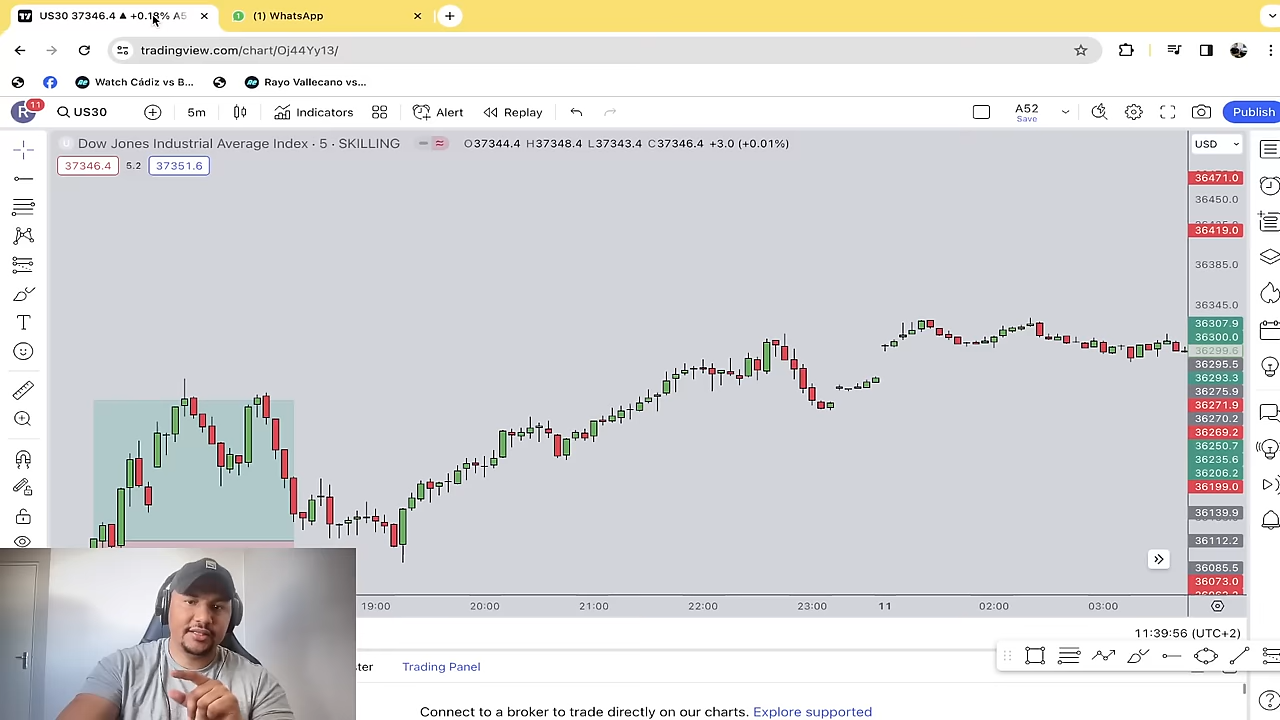 US30 37346.4 ▲ +0.18% A5
(1) WhatsApp
tradingview.com/chart/Oj44Yy13/
Watch Cádiz vs B...
Rayo Vallecano vs...
R 11
US30
5m
Indicators
Alert
Replay
A52
Save
Publish
Dow Jones Industrial Average Index · 5 · SKILLING
O37344.4 H37348.4 L37343.4 C37346.4 +3.0 (+0.01%)
USD
37346.4 5.2 37351.6
36471.0
36450.0
36419.0
36385.0
36345.0
36307.9
36300.0
36299.6
36295.5
36293.3
36275.9
36271.9
36270.2
36269.2
36250.7
36235.6
36206.2
36199.0
36139.9
36112.2
36085.5
36073.0
19:00 20:00 21:00 22:00 23:00 11 02:00 03:00
11:39:56 (UTC+2)
ster Trading Panel
Connect to a broker to trade directly on our charts. Explore supported